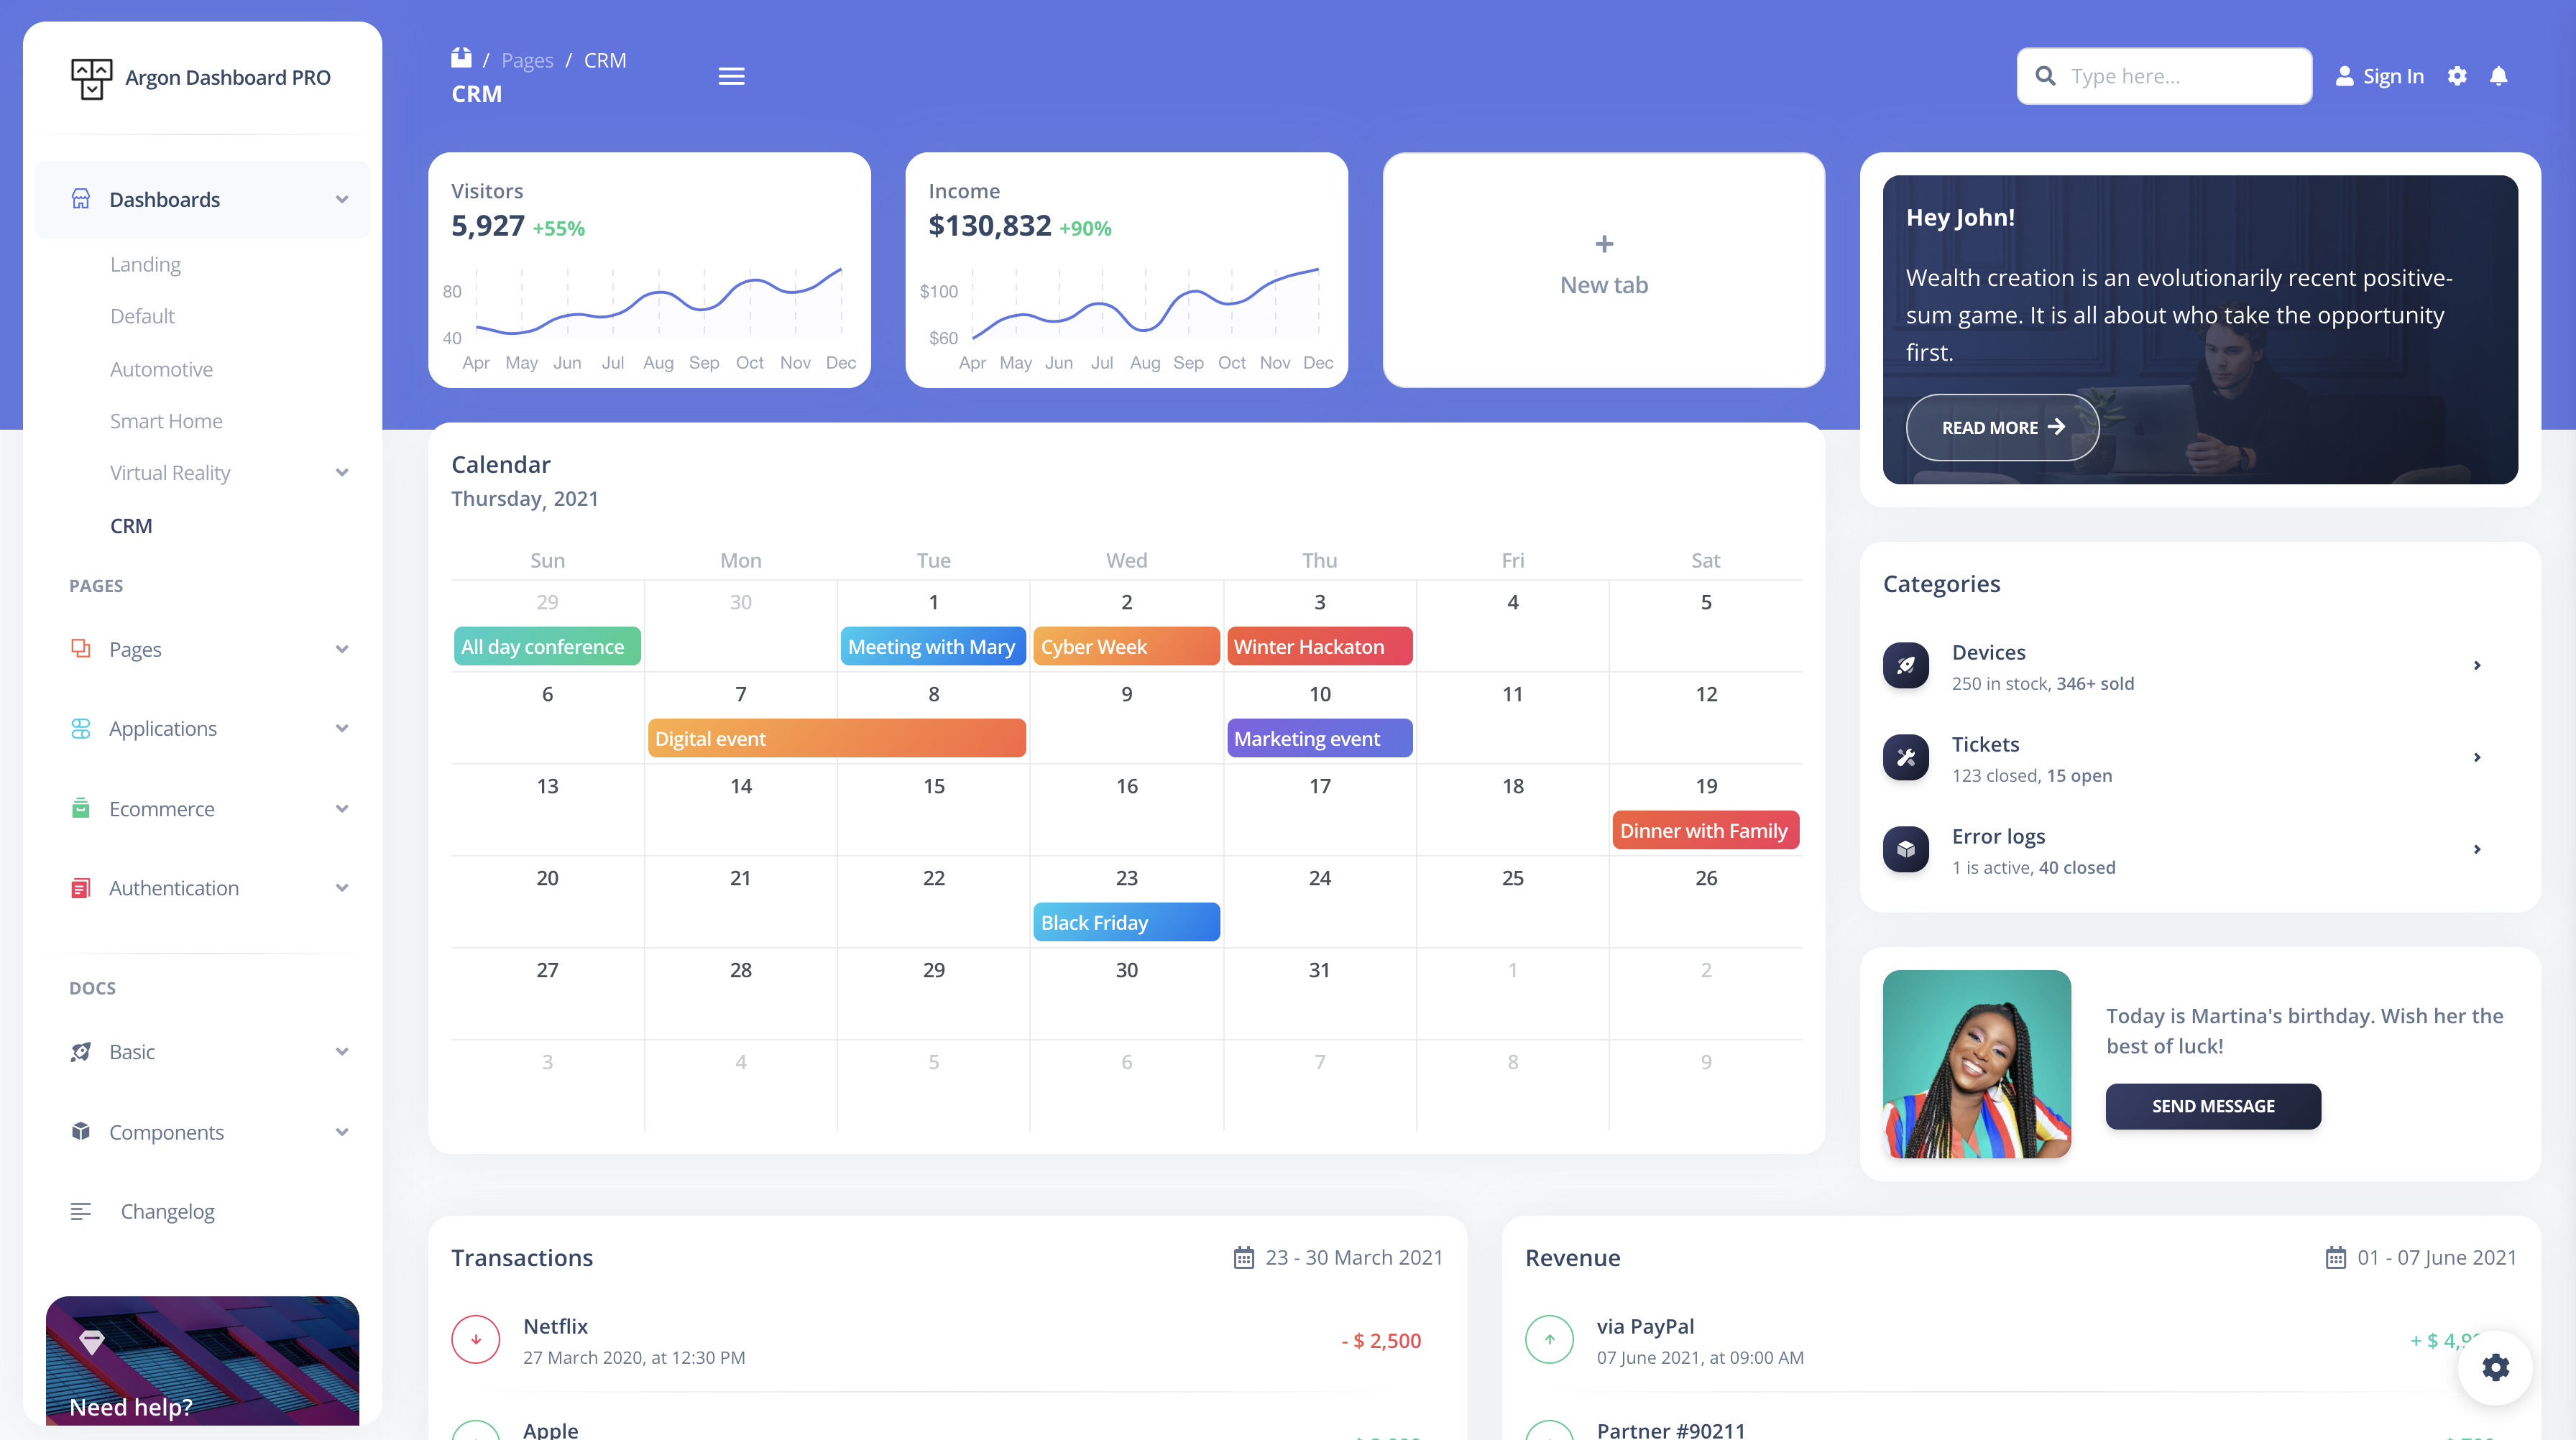 Argon Dashboard PRO
Dashboards
Landing
Default
Automotive
Smart Home
Virtual Reality
CRM
PAGES
Pages
Applications
Ecommerce
Authentication
DOCS
Basic
Components
Changelog
Need help?
/ Pages / CRM
CRM
Type here...
Sign In
Visitors
5,927 +55%
80
40
Apr May Jun Jul Aug Sep Oct Nov Dec
Income
$130,832 +90%
$100
$60
Apr May Jun Jul Aug Sep Oct Nov Dec
+
New tab
Hey John!
Wealth creation is an evolutionarily recent positive-
sum game. It is all about who take the opportunity
first.
READ MORE
Calendar
Thursday, 2021
Sun Mon Tue Wed Thu Fri Sat
29 30 1 2 3 4 5
All day conference Meeting with Mary Cyber Week Winter Hackaton
6 7 8 9 10 11 12
Digital event Marketing event
13 14 15 16 17 18 19
Dinner with Family
20 21 22 23 24 25 26
Black Friday
27 28 29 30 31 1 2
3 4 5 6 7 8 9
Categories
Devices
250 in stock, 346+ sold
Tickets
123 closed, 15 open
Error logs
1 is active, 40 closed
Today is Martina's birthday. Wish her the
best of luck!
SEND MESSAGE
Transactions
23 - 30 March 2021
Netflix
- $ 2,500
27 March 2020, at 12:30 PM
Apple
Revenue
01 - 07 June 2021
via PayPal
+ $
07 June 2021, at 09:00 AM
Partner #90211